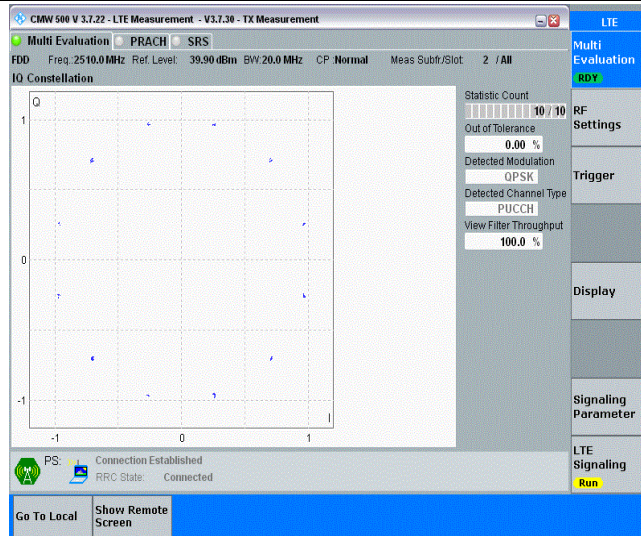 CMW 500 V 3.7.22 - LTE Measurement - V3.7.30 - TX Measurement
LTE
Multi Evaluation PRACH SRS
Multi
Evaluation
RDY
FDD Freq.:2510.0 MHz Ref. Level: 39.90 dBm BW:20.0 MHz CP :Normal Meas Subfr./Slot: 2 / All
IQ Constellation
Q
1
0
-1
-1 0 1
I
Statistic Count
10 / 10
Out of Tolerance
0.00 %
Detected Modulation
QPSK
Detected Channel Type
PUCCH
View Filter Throughput
100.0 %
RF
Settings
Trigger
Display
Signaling
Parameter
LTE
Signaling
Run
PS: Connection Established
RRC State: Connected
Go To Local
Show Remote
Screen